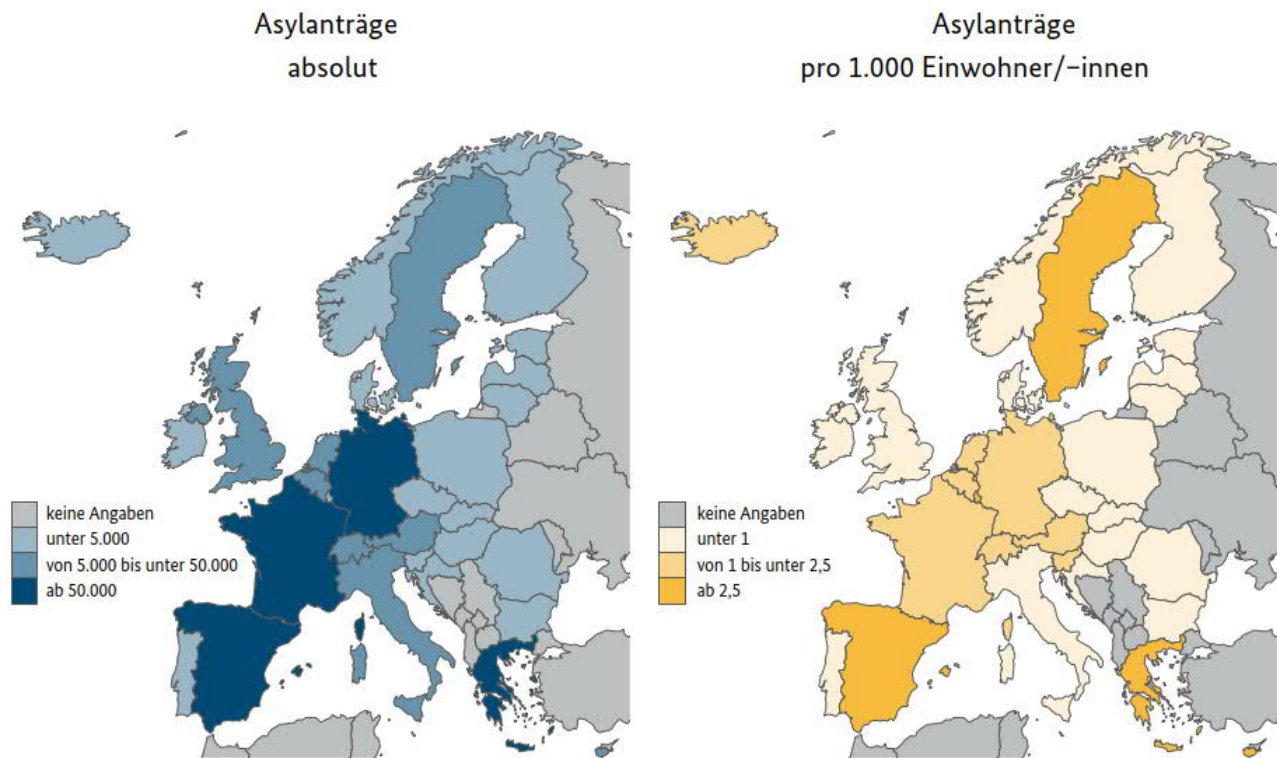 Asylanträge
absolut
keine Angaben
unter 5.000
von 5.000 bis unter 50.000
ab 50.000
Asylanträge
pro 1.000 Einwohner/-innen
keine Angaben
unter 1
von 1 bis unter 2,5
ab 2,5